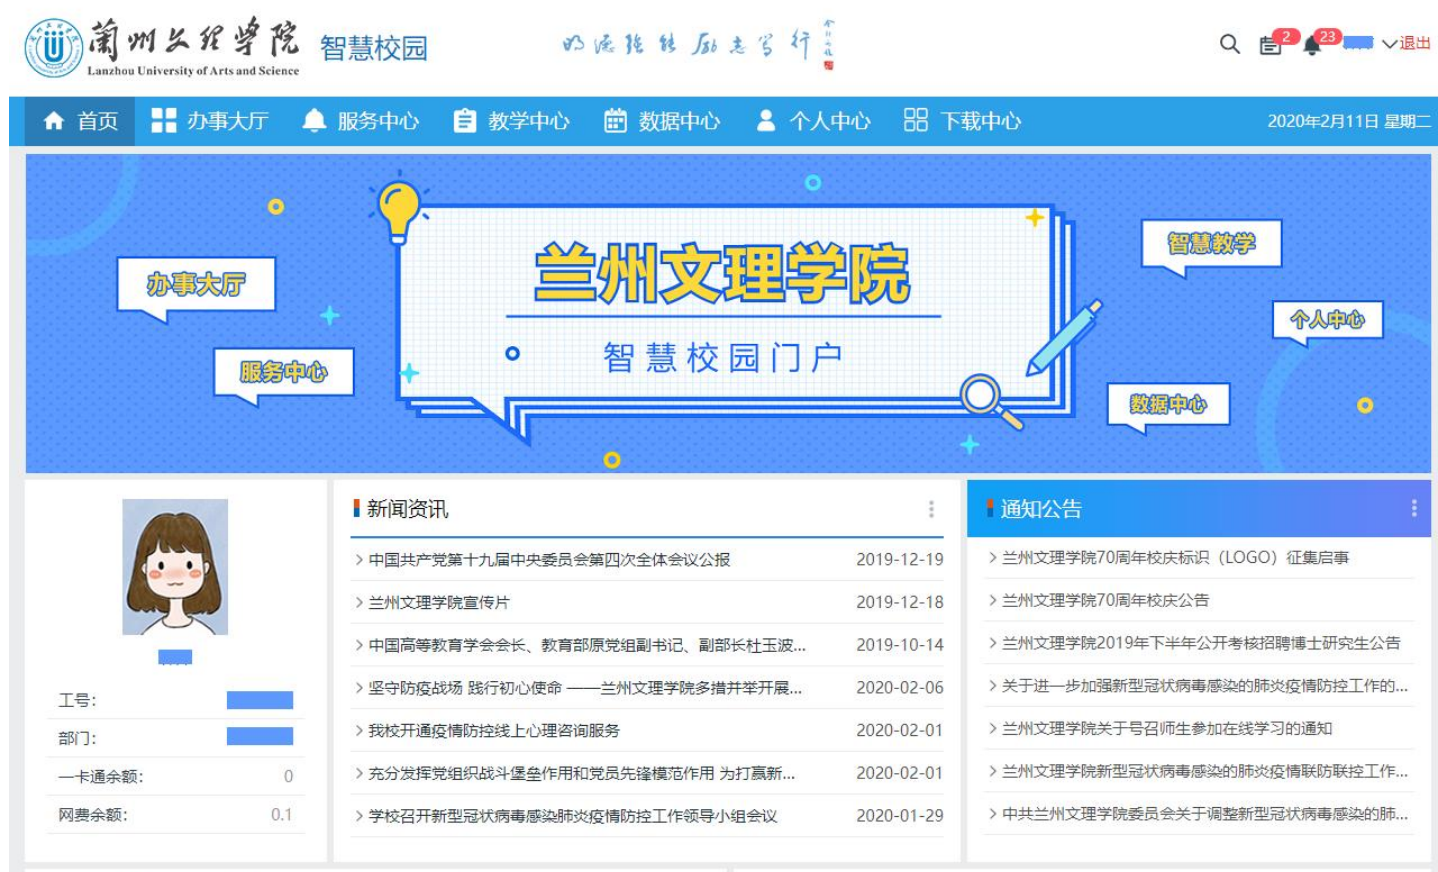 蘭州文理学院
Lanzhou University of Arts and Science
智慧校园
明德強能 励志笃行
2
23
退出
首页
办事大厅
服务中心
教学中心
数据中心
个人中心
下载中心
2020年2月11日 星期二
办事大厅
服务中心
兰州文理学院
智慧校园门户
智慧教学
个人中心
数据中心
工号:
部门:
一卡通余额: 0
网费余额: 0.1
新闻资讯
中国共产党第十九届中央委员会第四次全体会议公报 2019-12-19
兰州文理学院宣传片 2019-12-18
中国高等教育学会会长、教育部原党组副书记、副部长杜玉波... 2019-10-14
坚守防疫战场 践行初心使命 ——兰州文理学院多措并举开展... 2020-02-06
我校开通疫情防控线上心理咨询服务 2020-02-01
充分发挥党组织战斗堡垒作用和党员先锋模范作用 为打赢新... 2020-02-01
学校召开新型冠状病毒感染肺炎疫情防控工作领导小组会议 2020-01-29
通知公告
兰州文理学院70周年校庆标识（LOGO）征集启事
兰州文理学院70周年校庆公告
兰州文理学院2019年下半年公开考核招聘博士研究生公告
关于进一步加强新型冠状病毒感染的肺炎疫情防控工作的...
兰州文理学院关于号召师生参加在线学习的通知
兰州文理学院新型冠状病毒感染的肺炎疫情联防联控工作...
中共兰州文理学院委员会关于调整新型冠状病毒感染的肺...